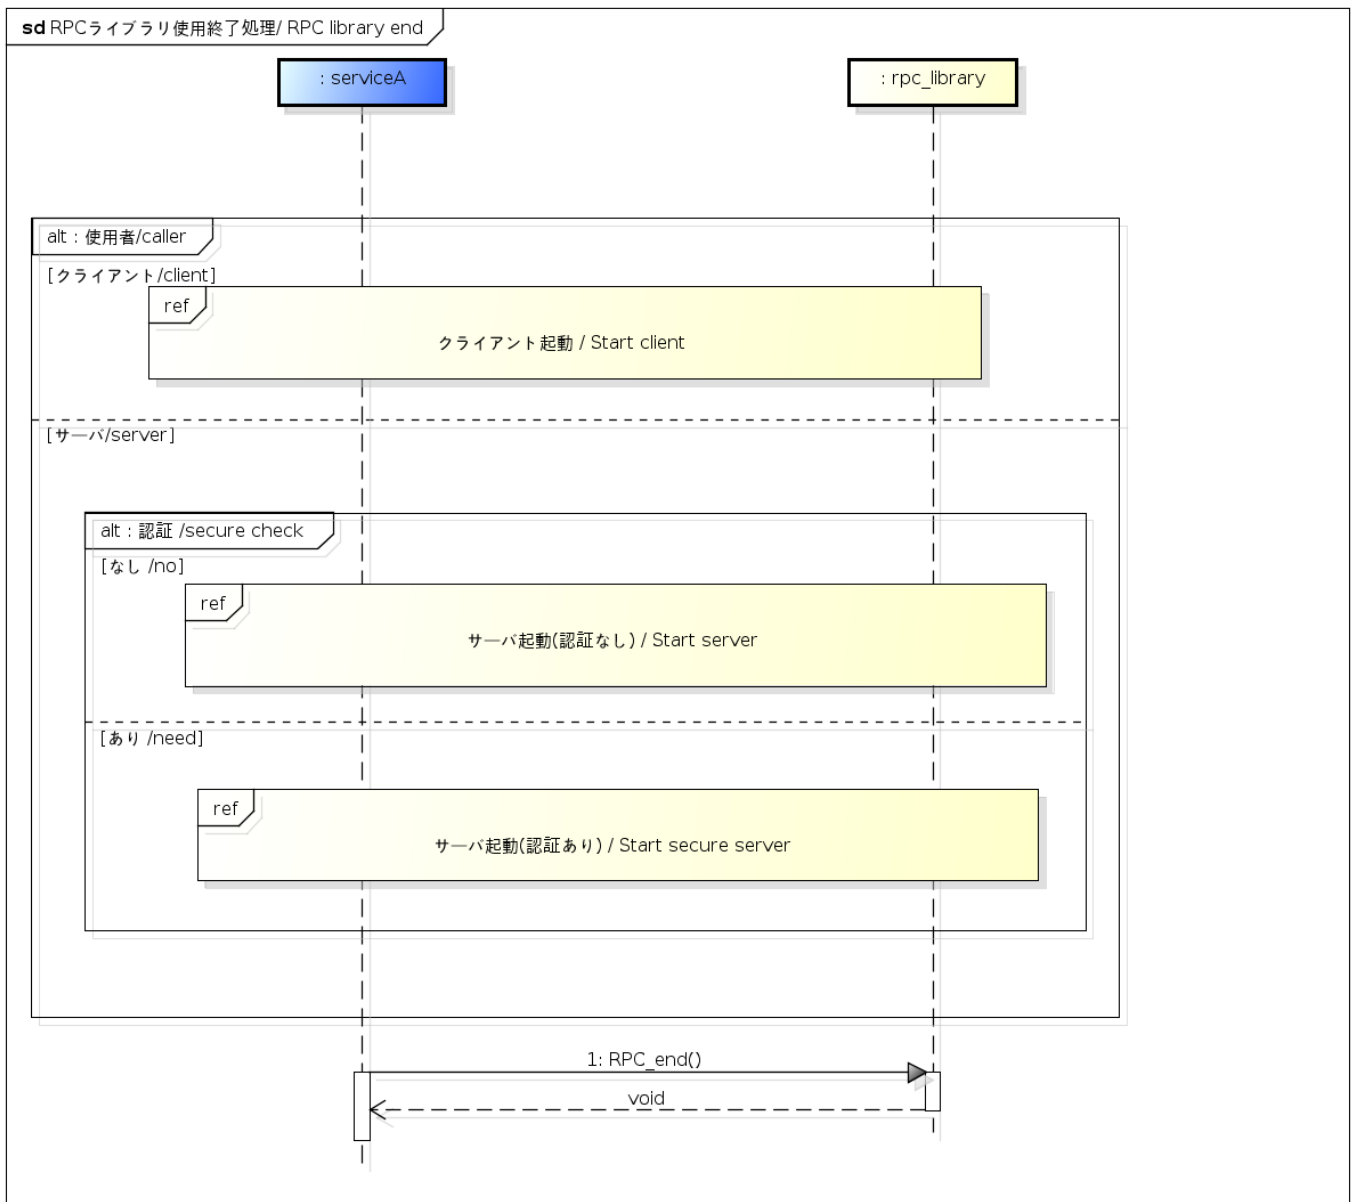 sd RPCライブラリ使用終了処理/ RPC library end
: serviceA
: rpc_library
alt : 使用者/caller
[クライアント/client]
ref
クライアント起動 / Start client
[サーバ/server]
alt : 認証 /secure check
[なし /no]
ref
サーバ起動(認証なし) / Start server
[あり /need]
ref
サーバ起動(認証あり) / Start secure server
1: RPC_end()
void